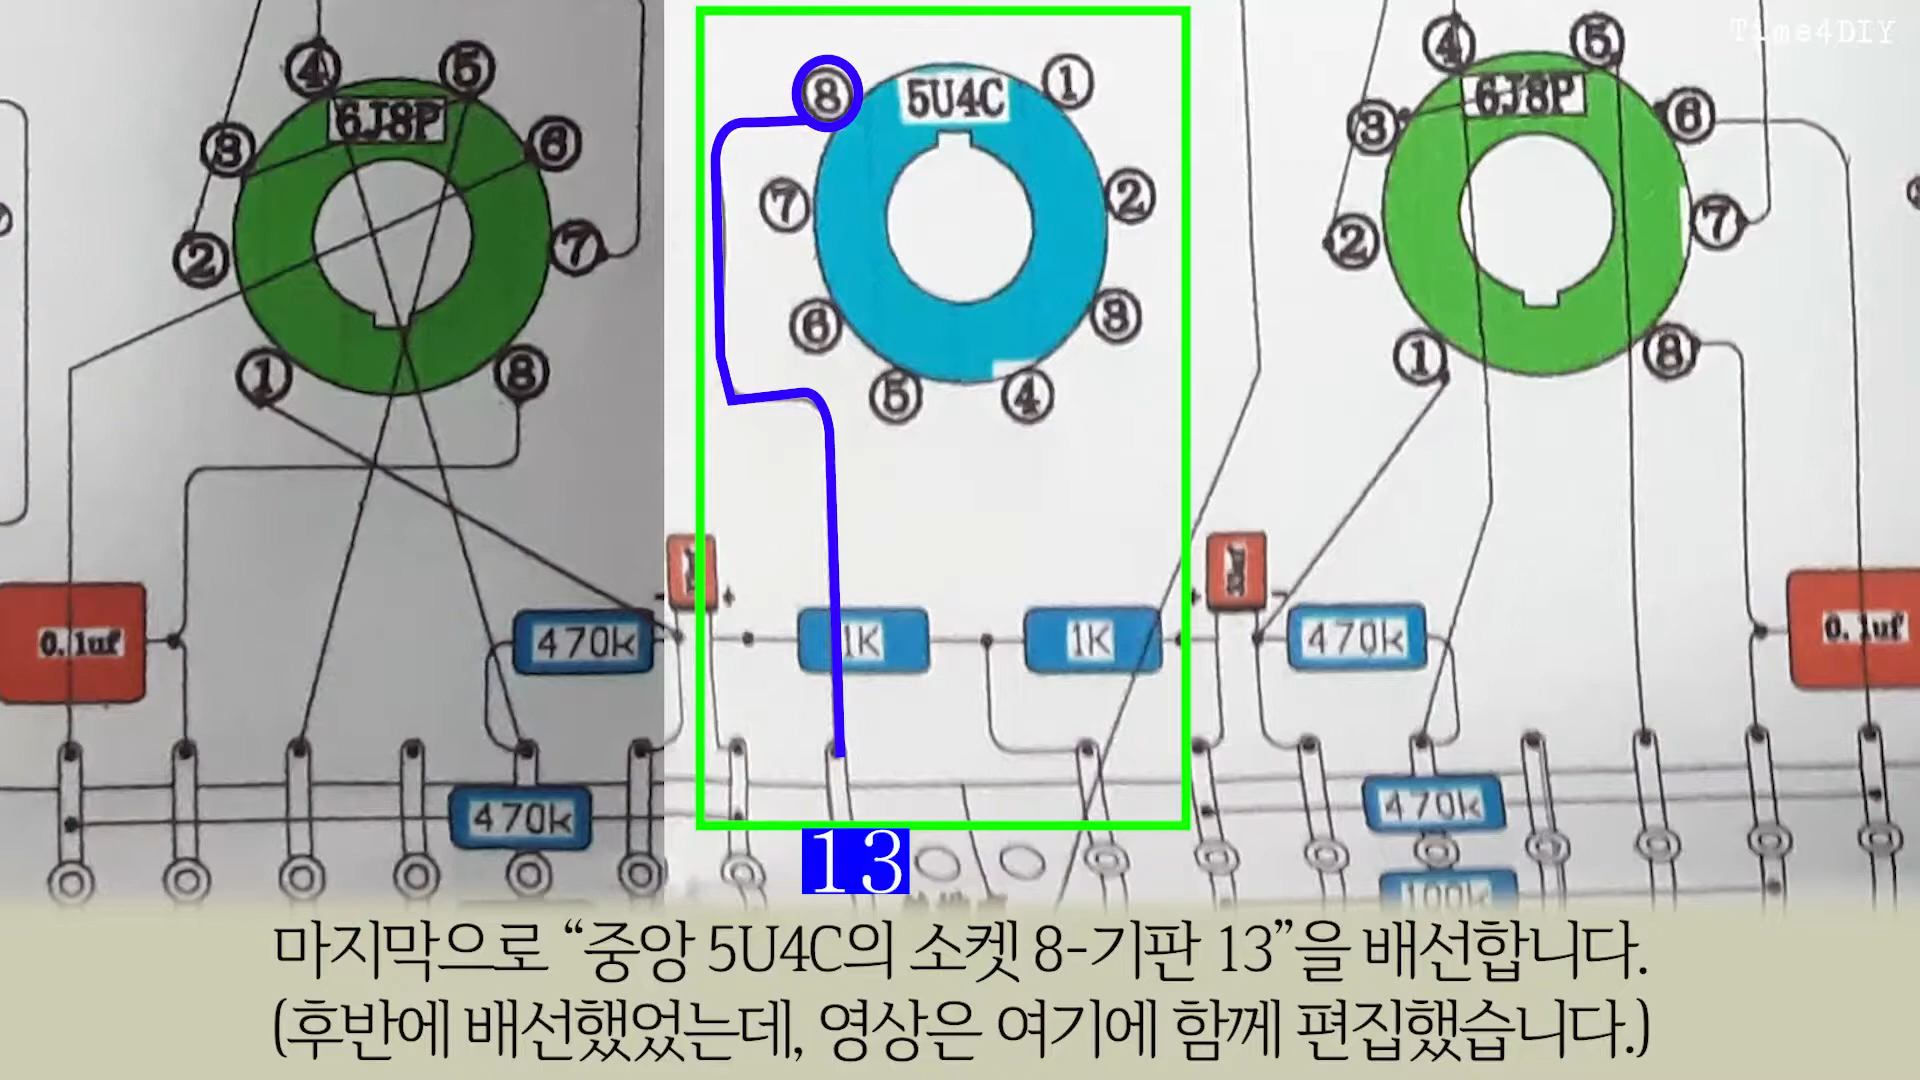 Time4DIY
④ ⑤ ④ ⑤
6J8P ⑧ 5U4C ① 6J8P
③ ⑥ ③ ⑥
② ⑦ ⑦ ② ② ⑦
⑥ ③
① ⑧ ⑤ ④ ① ⑧
+ + -
0.1uf 470k 1K 1K 470k 0.1uf
470k 470k
13 100k
마지막으로 “중앙 5U4C의 소켓 8-기판 13”을 배선합니다.
(후반에 배선했었는데, 영상은 여기에 함께 편집했습니다.)